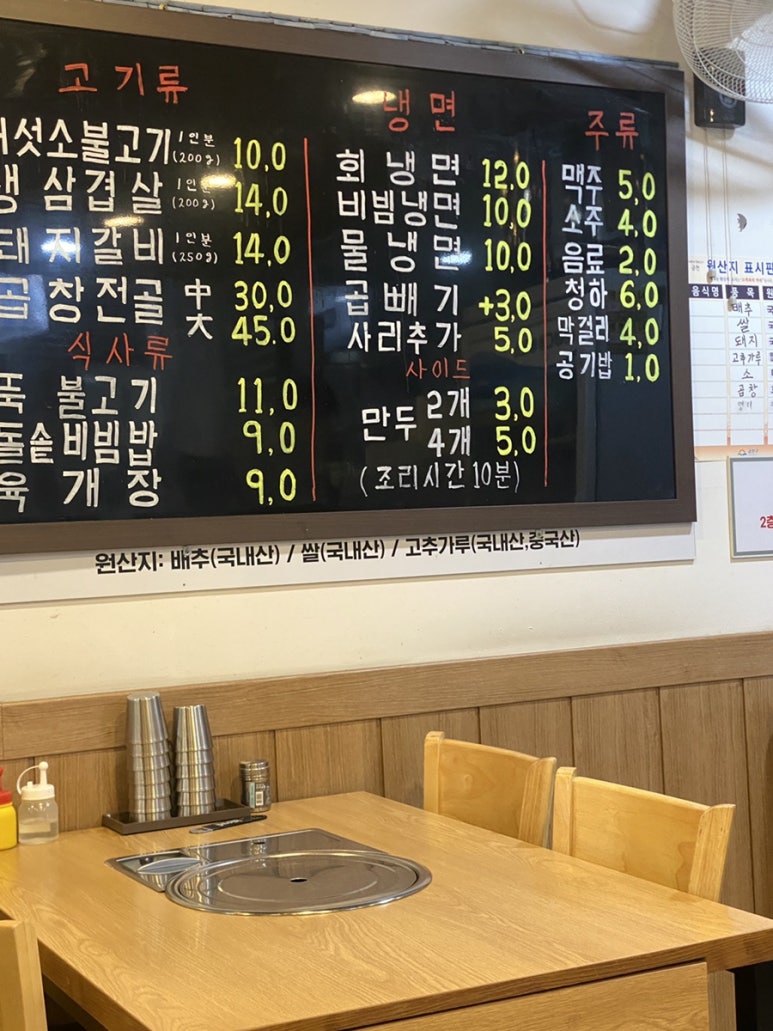 고기류
버섯소불고기 1인분 (200g) 10,0
생 삼겹살 1인분 (200g) 14,0
돼지갈비 1인분 (250g) 14,0
곱창전골 中 30,0
大 45.0
식사류
뚝 불고기 11,0
돌솥비빔밥 9,0
육개장 9,0
냉면
회냉면 12,0
비빔냉면 10,0
물냉면 10,0
곱빼기 +3,0
사리추가 5,0
사이드
만두 2개 3,0
4개 5,0
(조리시간 10분)
주류
맥주 5,0
소주 4,0
음료 2,0
청하 6,0
막걸리 4,0
공기밥 1,0
원산지: 배추(국내산) / 쌀(국내산) / 고추가루(국내산,중국산)
원산지 표시판
음식명 품목 원
배추
쌀
돼지
고추가루
소
곱창
2층